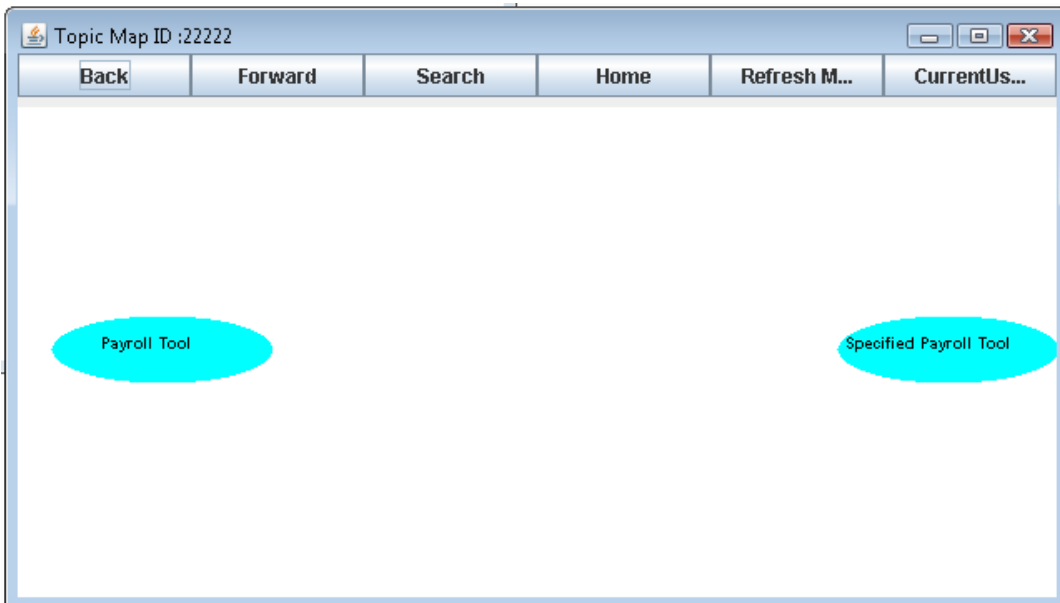 Topic Map ID :22222
Back Forward Search Home Refresh M... CurrentUs...
Payroll Tool Specified Payroll Tool